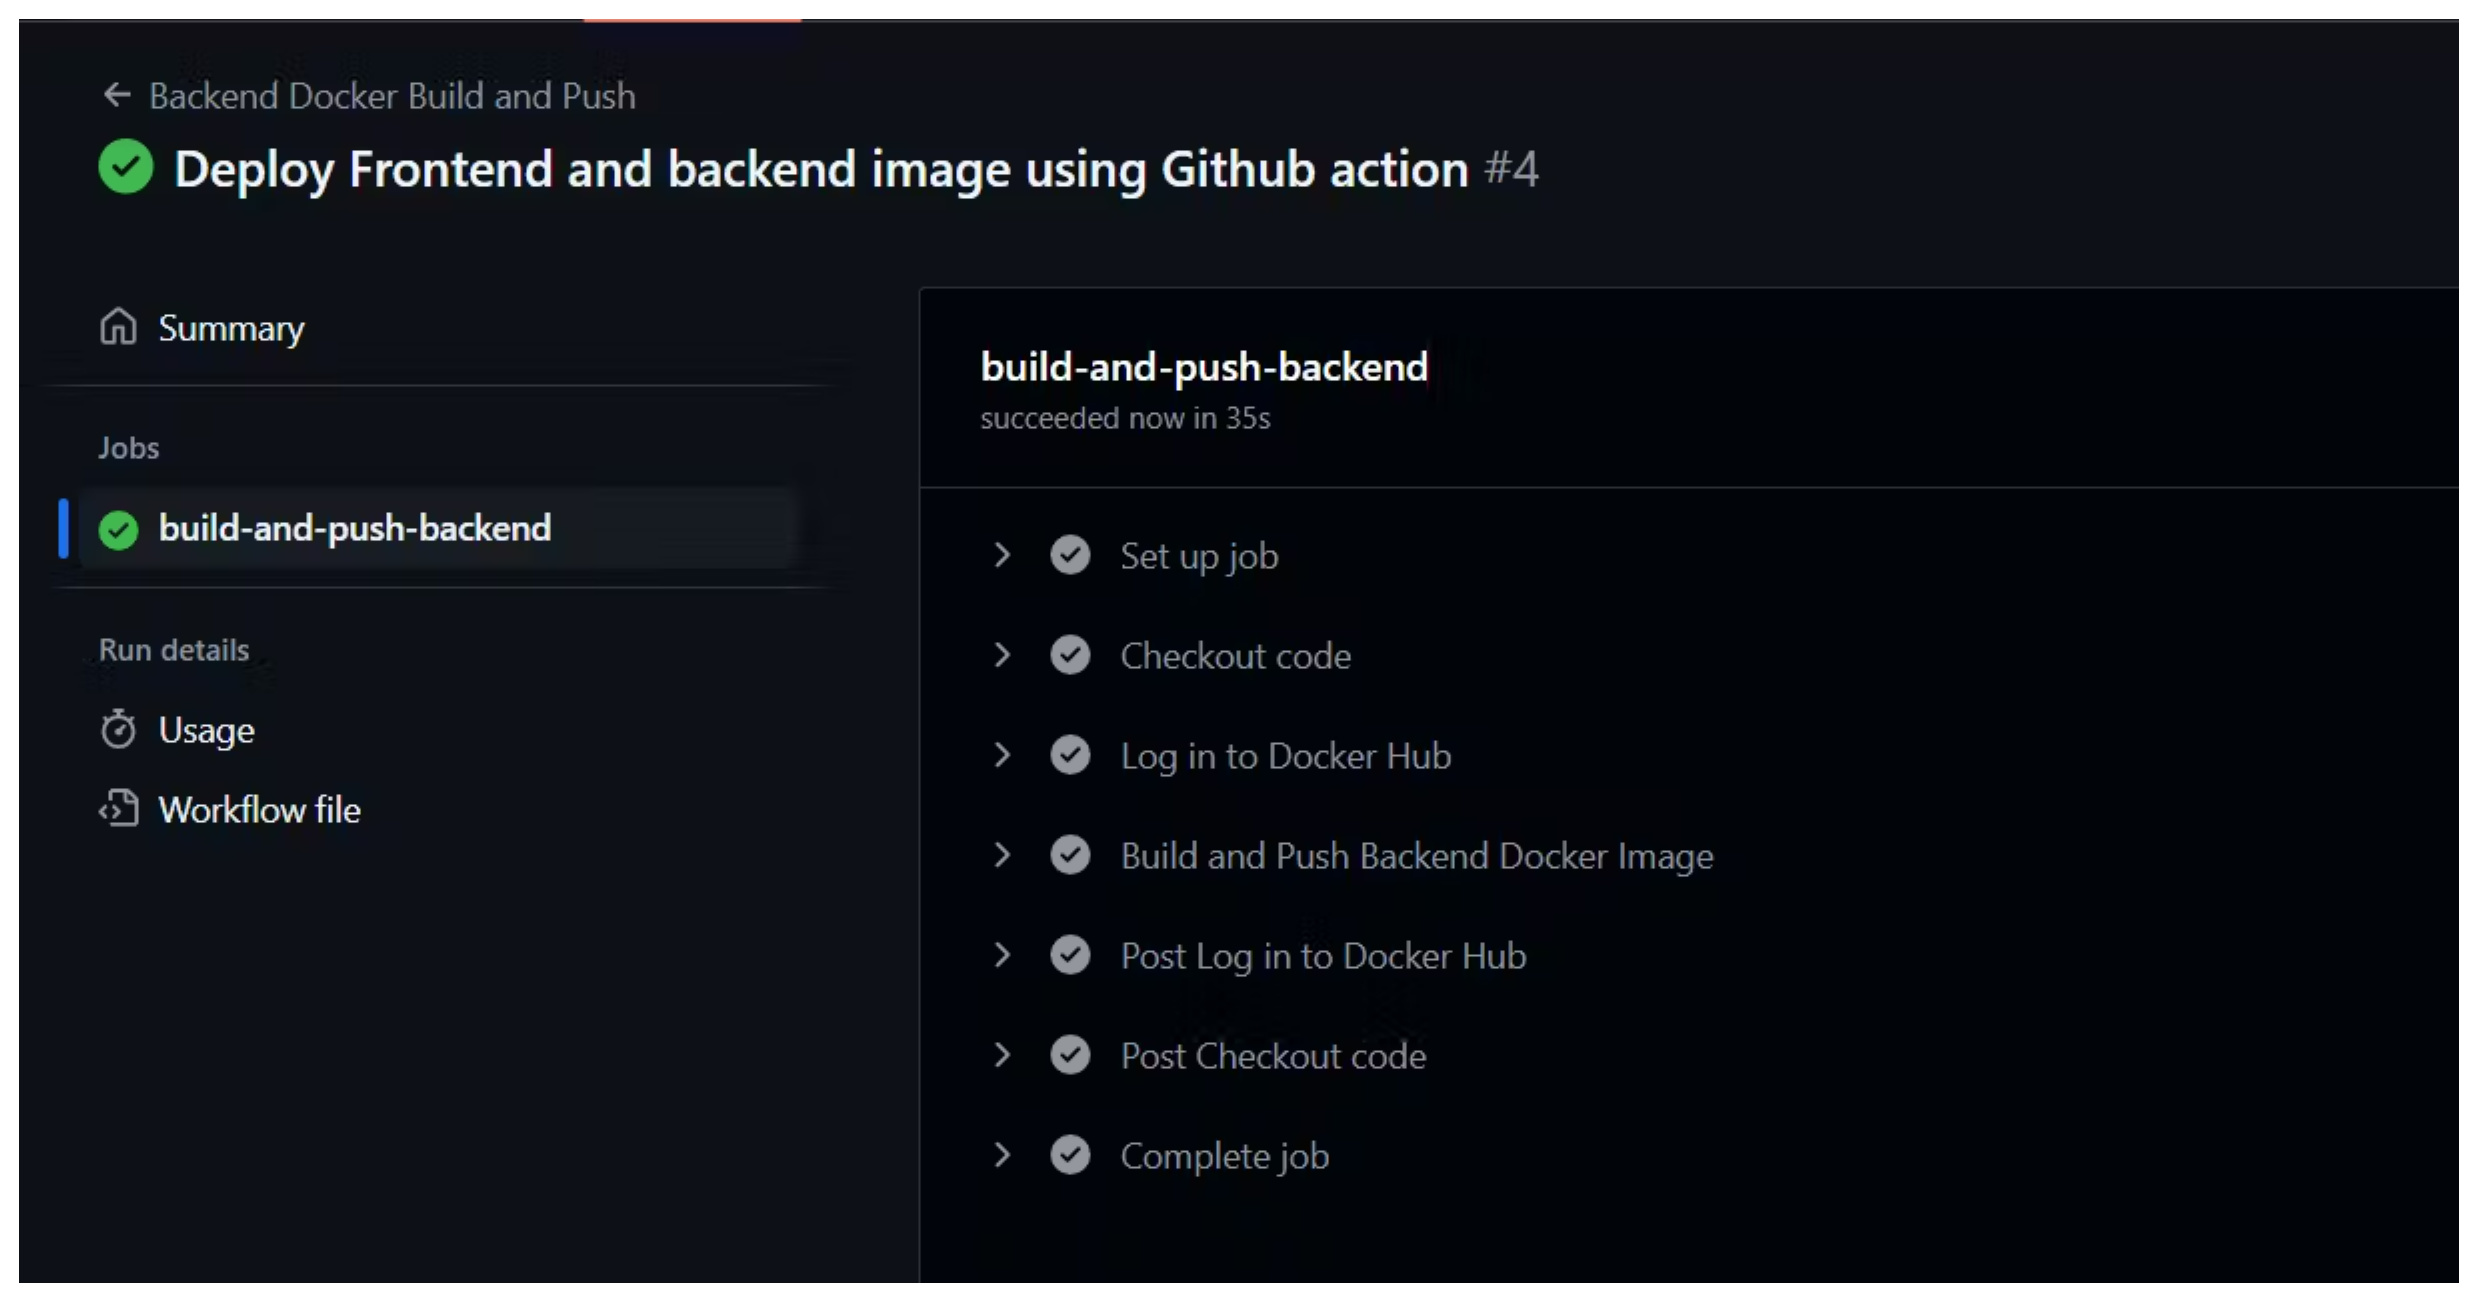 Backend Docker Build and Push
Deploy Frontend and backend image using Github action #4
Summary
Jobs
build-and-push-backend
Run details
Usage
Workflow file
build-and-push-backend
succeeded now in 35s
Set up job
Checkout code
Log in to Docker Hub
Build and Push Backend Docker Image
Post Log in to Docker Hub
Post Checkout code
Complete job